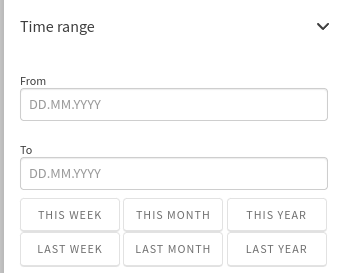 Time range
From
DD.MM.YYYY
To
DD.MM.YYYY
THIS WEEK THIS MONTH THIS YEAR
LAST WEEK LAST MONTH LAST YEAR